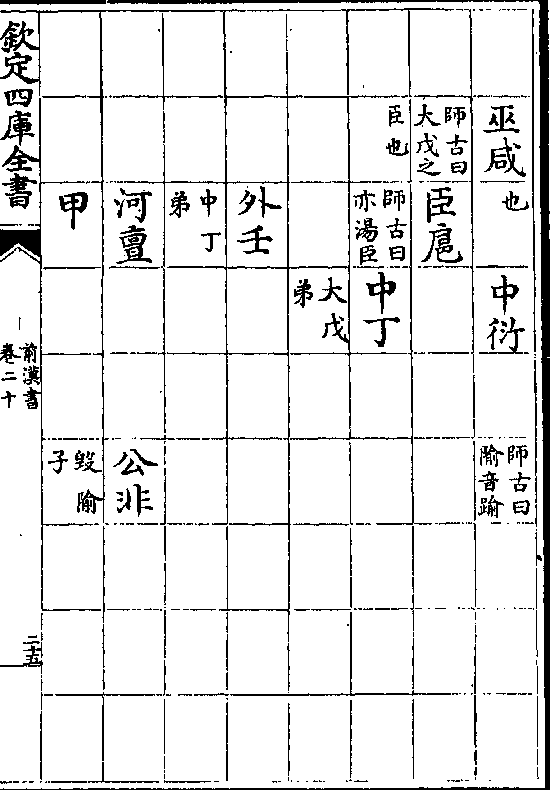 巫咸
也
中衍
師古曰
隃音踰
師古曰
大戊之
臣扈
臣也
師古曰
亦湯臣
中丁
大戊
弟
外壬
中丁
弟
河亶
公非
甲
毀隃
子
欽定四庫全書
前漢書
卷二十
二十五